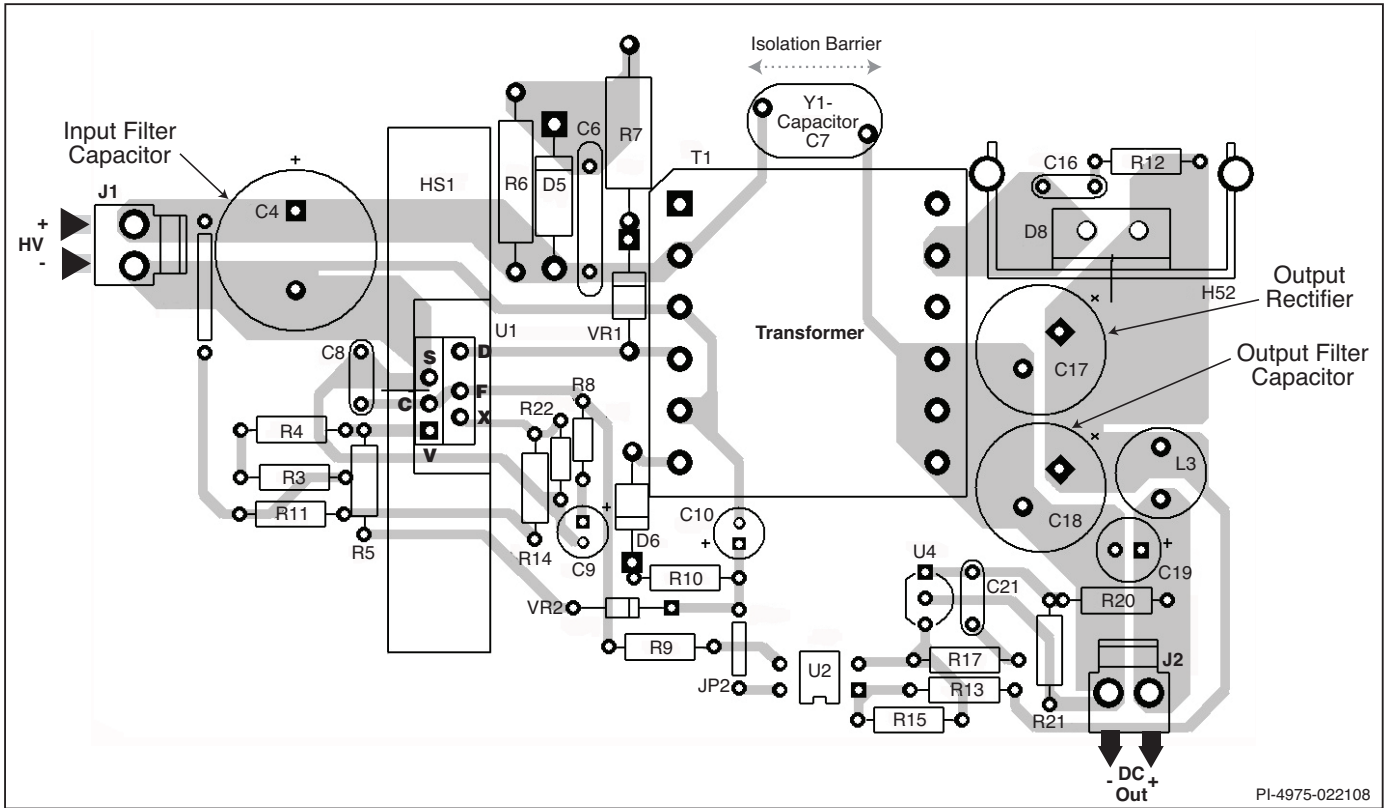 Isolation Barrier
Y1-
Capacitor
C7
Input Filter
Capacitor
+
J1
+
HV
-
C4
HS1
R6
D5
C6
R7
T1
C16
R12
D8
H52
Output
Rectifier
Output Filter
Capacitor
Transformer
VR1
U1
C8
S
D
C
F
X
V
R4
R3
R11
R5
R22
R8
R14
C9
+
D6
C10
+
R10
VR2
R9
JP2
U2
U4
C21
R17
R13
R15
R21
R20
C17
C18
L3
C19
+
J2
- DC +
Out
PI-4975-022108